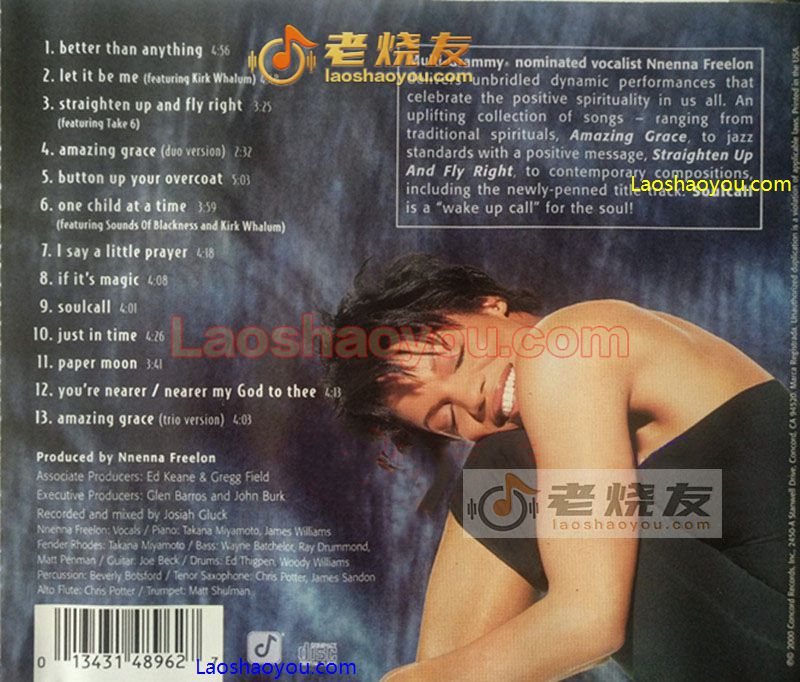 1. better than anything 4:56
2. let it be me (featuring Kirk Whalum)
3. straighten up and fly right 3:25
(featuring Take 6)
4. amazing grace (duo version) 2:32
5. button up your overcoat 5:03
6. one child at a time 3:59
(featuring Sounds Of Blackness and Kirk Whalum)
7. I say a little prayer 4:18
8. if it's magic 4:08
9. soulcall 4:01
10. just in time 4:26
11. paper moon 3:41
12. you're nearer / nearer my God to thee 4:13
13. amazing grace (trio version) 4:03
老烧友
laoshaoyou.com
Grammy® nominated vocalist Nnenna Freelon
delivers unbridled dynamic performances that
celebrate the positive spirituality in us all. An
uplifting collection of songs – ranging from
traditional spirituals, Amazing Grace, to jazz
standards with a positive message, Straighten Up
And Fly Right, to contemporary compositions,
including the newly-penned title track. Soulcall
is a “wake up call” for the soul!
Laoshaoyou.com
Laoshaoyou.com
Produced by Nnenna Freelon
Associate Producers: Ed Keane & Gregg Field
Executive Producers: Glen Barros and John Burk
Recorded and mixed by Josiah Gluck
Nnenna Freelon: Vocals / Piano: Takana Miyamoto, James Williams
Fender Rhodes: Takana Miyamoto / Bass: Wayne Batchelor, Ray Drummond,
Matt Penman / Guitar: Joe Beck / Drums: Ed Thigpen, Woody Williams
Percussion: Beverly Botsford / Tenor Saxophone: Chris Potter, James Sandon
Alto Flute: Chris Potter / Trumpet: Matt Shulman
老烧友
laoshaoyou.com
0 13431 48962 7
COMPACT
disc
Laoshaoyou.com
℗© 2000 Concord Records, Inc., 2450-A Stanwell Drive, Concord, CA 94520. Marca Registrada. Unauthorized duplication is a violation of applicable laws. Printed in the USA.